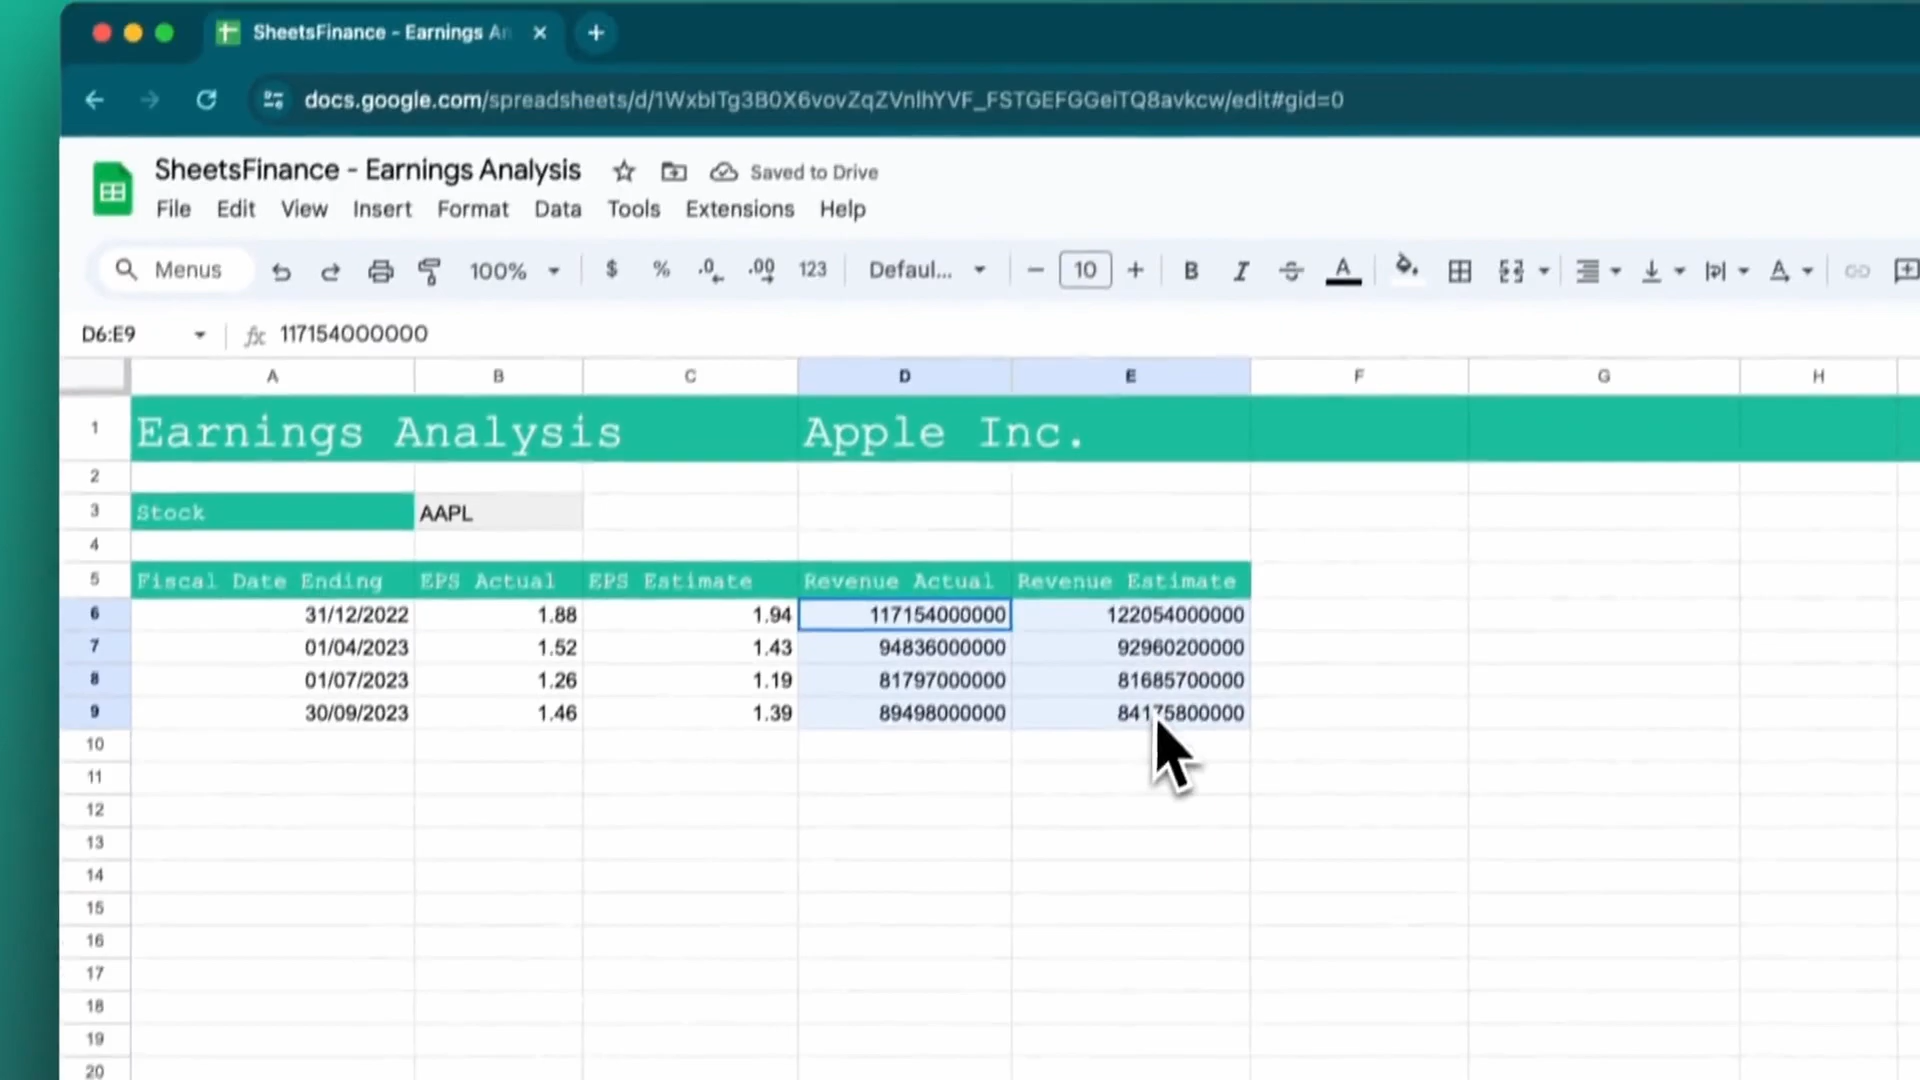 SheetsFinance - Earnings An
docs.google.com/spreadsheets/d/1WxbITg3B0X6vovZqZVnlhYVF_FSTGEFGGeiTQ8avkcw/edit#gid=0
SheetsFinance - Earnings Analysis Saved to Drive
File Edit View Insert Format Data Tools Extensions Help
Menus 100% $ % .0 .00 123 Defaul... 10 B I S A A
D6:E9 fx 117154000000
A B C D E F G H
1 Earnings Analysis Apple Inc.
2
3 Stock AAPL
4
5 Fiscal Date Ending EPS Actual EPS Estimate Revenue Actual Revenue Estimate
6 31/12/2022 1.88 1.94 117154000000 122054000000
7 01/04/2023 1.52 1.43 94836000000 92960200000
8 01/07/2023 1.26 1.19 81797000000 81685700000
9 30/09/2023 1.46 1.39 89498000000 84175800000
10
11
12
13
14
15
16
17
18
19
20